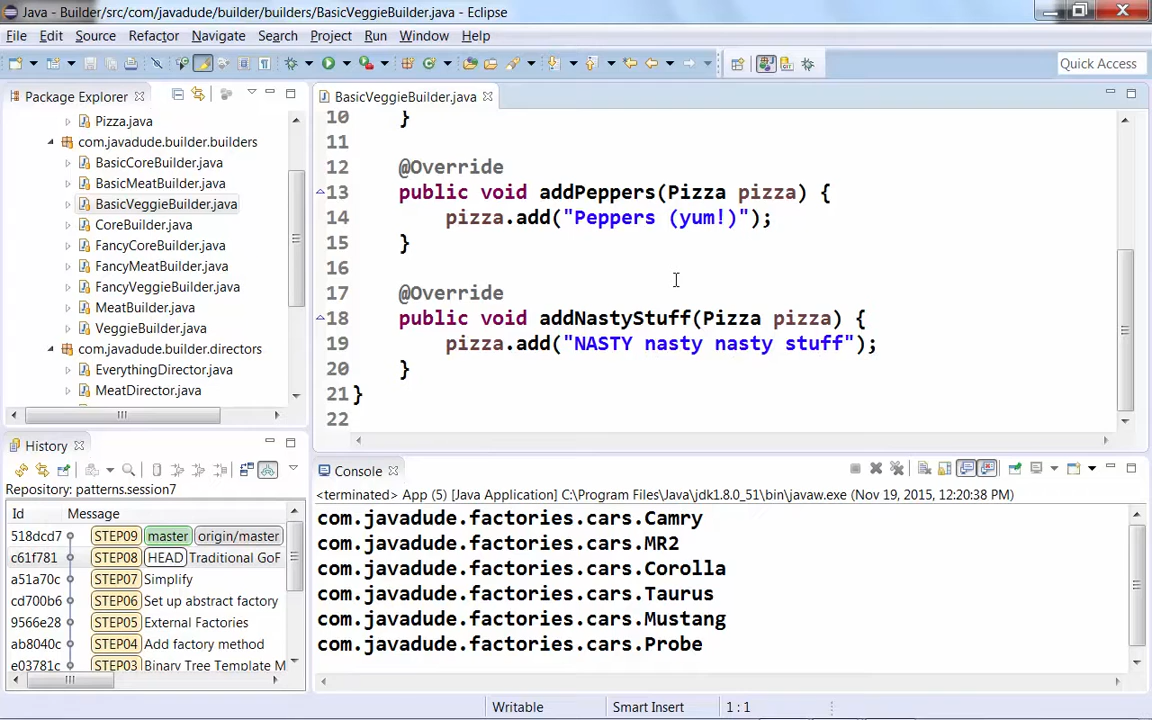 Java - Builder/src/com/javadude/builder/builders/BasicVeggieBuilder.java - Eclipse
File Edit Source Refactor Navigate Search Project Run Window Help
Quick Access
Package Explorer
Pizza.java
com.javadude.builder.builders
BasicCoreBuilder.java
BasicMeatBuilder.java
BasicVeggieBuilder.java
CoreBuilder.java
FancyCoreBuilder.java
FancyMeatBuilder.java
FancyVeggieBuilder.java
MeatBuilder.java
VeggieBuilder.java
com.javadude.builder.directors
EverythingDirector.java
MeatDirector.java
BasicVeggieBuilder.java
10 }
11
12 @Override
13 public void addPeppers(Pizza pizza) {
14 pizza.add("Peppers (yum!)");
15 }
16
17 @Override
18 public void addNastyStuff(Pizza pizza) {
19 pizza.add("NASTY nasty nasty stuff");
20 }
21 }
22
History
Repository: patterns.session7
Id Message
518dcd7 STEP09 master origin/master
c61f781 STEP08 HEAD Traditional GoF
a51a70c STEP07 Simplify
cd700b6 STEP06 Set up abstract factory
9566e28 STEP05 External Factories
ab8040c STEP04 Add factory method
e03781c STEP03 Binary Tree Template M
Console
<terminated> App (5) [Java Application] C:\Program Files\Java\jdk1.8.0_51\bin\javaw.exe (Nov 19, 2015, 12:20:38 PM)
com.javadude.factories.cars.Camry
com.javadude.factories.cars.MR2
com.javadude.factories.cars.Corolla
com.javadude.factories.cars.Taurus
com.javadude.factories.cars.Mustang
com.javadude.factories.cars.Probe
Writable Smart Insert 1 : 1